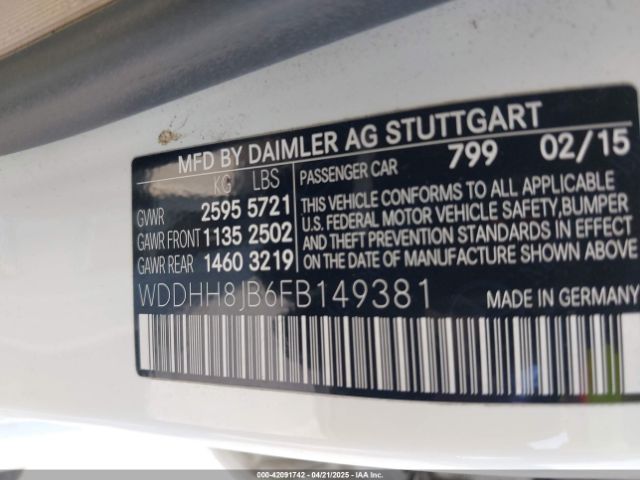 MFD BY DAIMLER AG STUTTGART
KG LBS
GVWR 2595 5721
GAWR FRONT 1135 2502
GAWR REAR 1460 3219
PASSENGER CAR 799 02/15
THIS VEHICLE CONFORMS TO ALL APPLICABLE
U.S. FEDERAL MOTOR VEHICLE SAFETY,BUMPER
AND THEFT PREVENTION STANDARDS IN EFFECT
ON THE DATE OF MANUFACTURE SHOWN ABOVE.
WDDHH8JB6FB149381
MADE IN GERMANY
000-42091742 04/21/2025 IAAI.COM